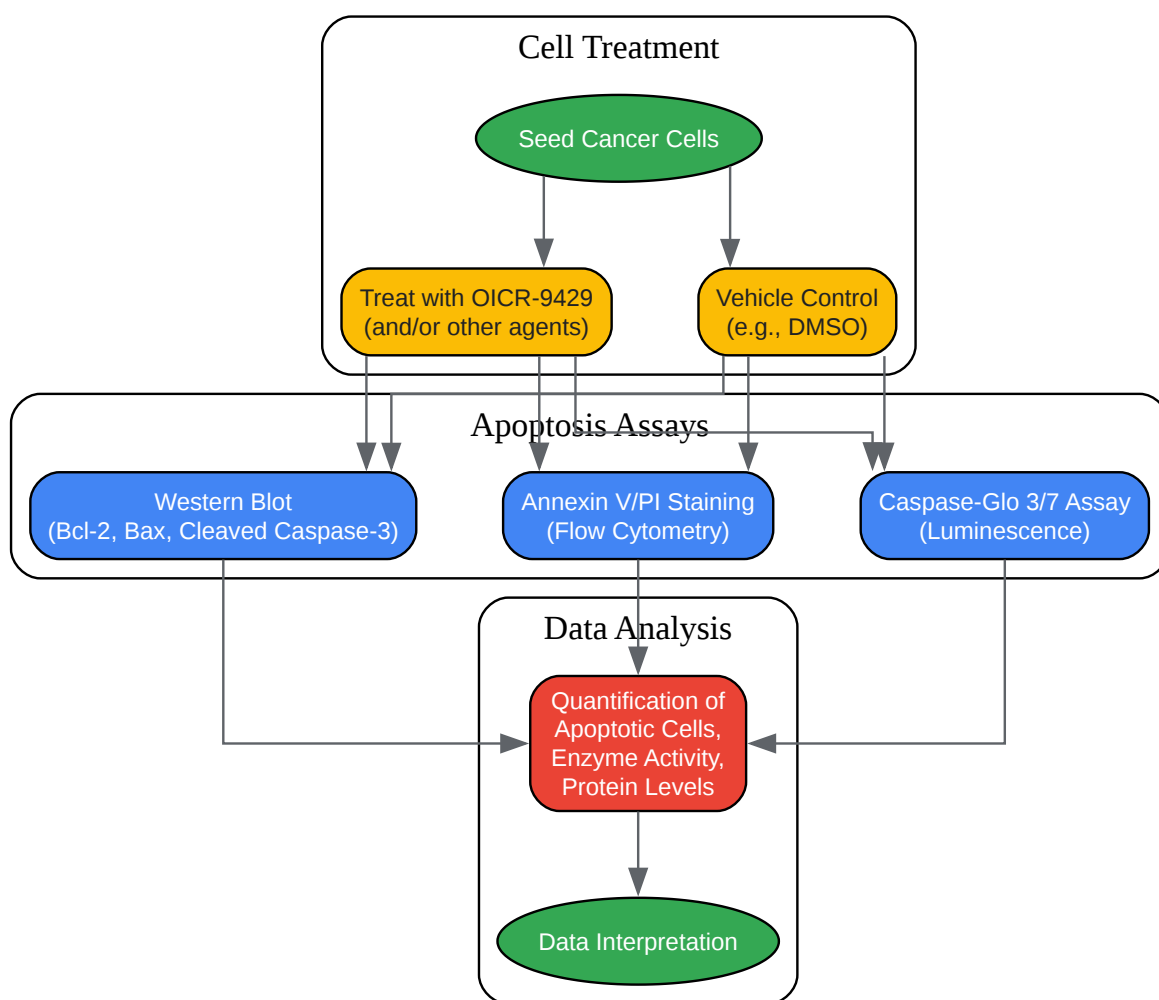 Cell Treatment
Seed Cancer Cells
Treat with OICR-9429
(and/or other agents)
Vehicle Control
(e.g., DMSO)
Apoptosis Assays
Western Blot
(Bcl-2, Bax, Cleaved Caspase-3)
Annexin V/PI Staining
(Flow Cytometry)
Caspase-Glo 3/7 Assay
(Luminescence)
Data Analysis
Quantification of
Apoptotic Cells,
Enzyme Activity,
Protein Levels
Data Interpretation